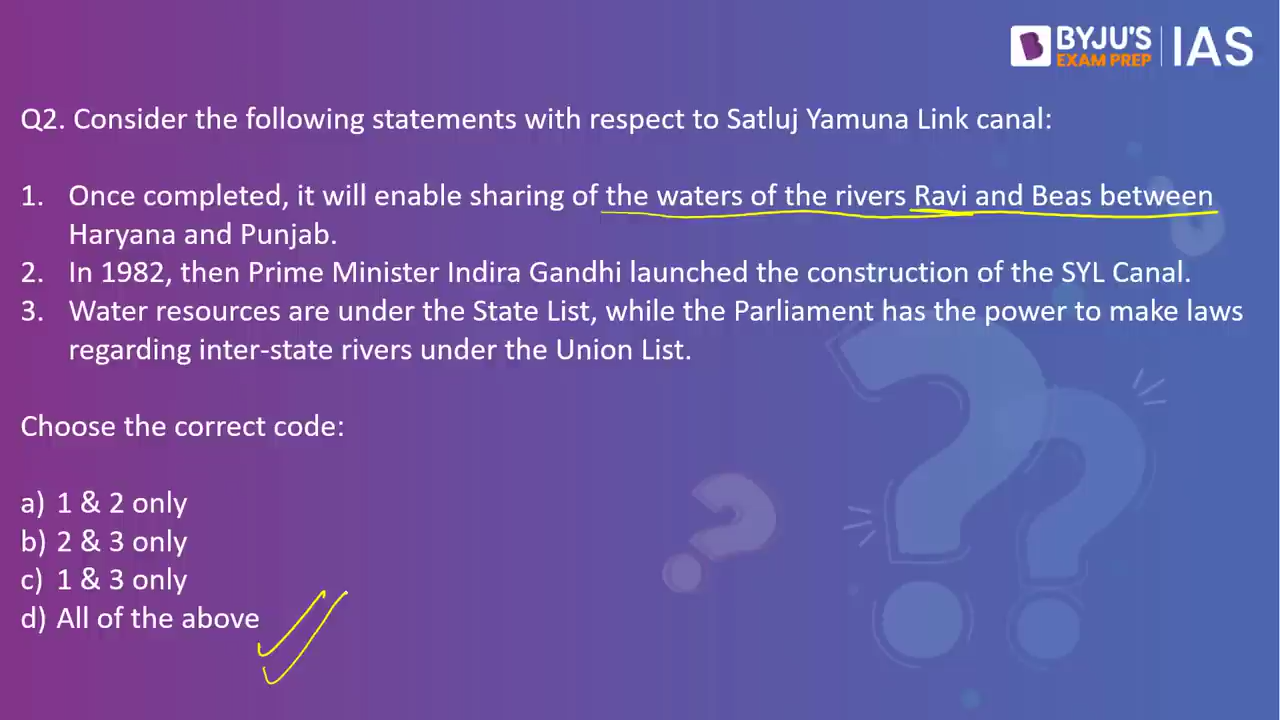 BYJU'S
EXAM PREP
IAS
Q2. Consider the following statements with respect to Satluj Yamuna Link canal:
1. Once completed, it will enable sharing of the waters of the rivers Ravi and Beas between
Haryana and Punjab.
2. In 1982, then Prime Minister Indira Gandhi launched the construction of the SYL Canal.
3. Water resources are under the State List, while the Parliament has the power to make laws
regarding inter-state rivers under the Union List.
Choose the correct code:
a) 1 & 2 only
b) 2 & 3 only
c) 1 & 3 only
d) All of the above